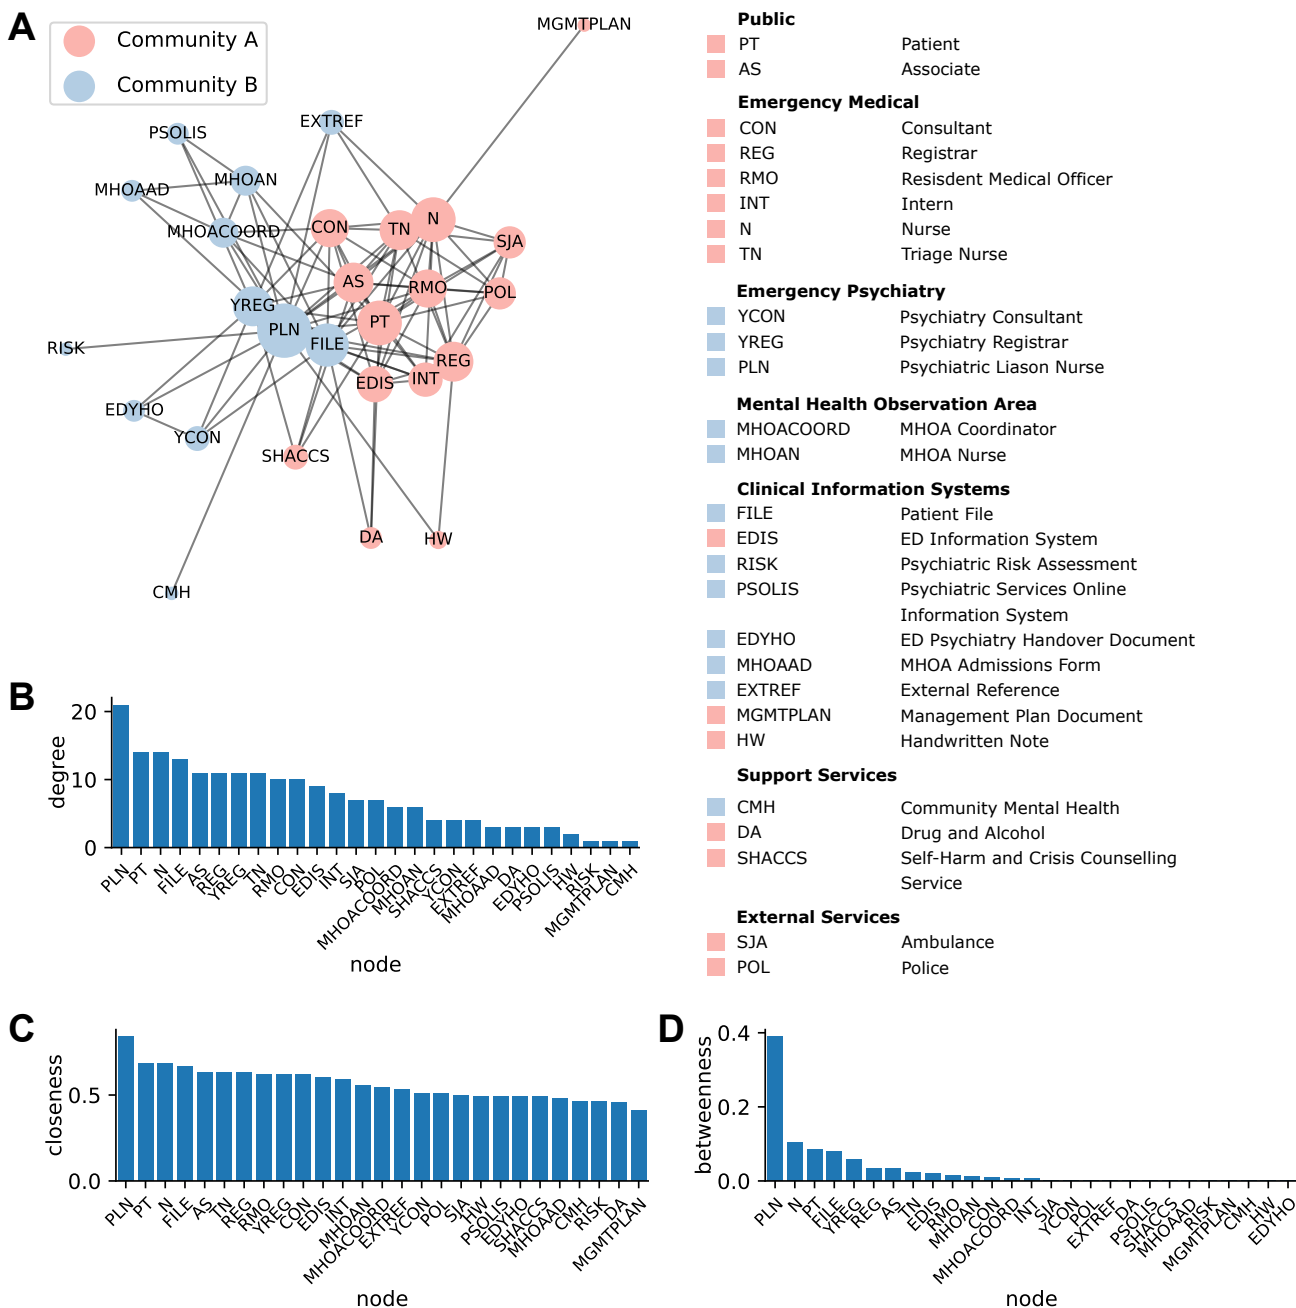 A
Community A
Community B
MGMTPLAN
EXTREF
PSOLIS
MHOAN
MHOAAD
MHOACOORD
CON
TN
N
SJA
AS
RMO
POL
YREG
PLN
PT
FILE
RISK
REG
EDIS
INT
EDYHO
YCON
SHACCS
DA
HW
CMH
Public
PT Patient
AS Associate
Emergency Medical
CON Consultant
REG Registrar
RMO Resisdent Medical Officer
INT Intern
N Nurse
TN Triage Nurse
Emergency Psychiatry
YCON Psychiatry Consultant
YREG Psychiatry Registrar
PLN Psychiatric Liason Nurse
Mental Health Observation Area
MHOACOORD MHOA Coordinator
MHOAN MHOA Nurse
Clinical Information Systems
FILE Patient File
EDIS ED Information System
RISK Psychiatric Risk Assessment
PSOLIS Psychiatric Services Online
Information System
EDYHO ED Psychiatry Handover Document
MHOAAD MHOA Admissions Form
EXTREF External Reference
MGMTPLAN Management Plan Document
HW Handwritten Note
Support Services
CMH Community Mental Health
DA Drug and Alcohol
SHACCS Self-Harm and Crisis Counselling
Service
External Services
SJA Ambulance
POL Police
B
degree
20
10
0
PLN PT N FILE AS REG YREG TN RMO CON EDIS INT SJA POL MHOACOORD MHOAN SHACCS YCON EXTREF MHOAAD DA EDYHO PSOLIS HW RISK MGMTPLAN CMH
node
C
closeness
0.5
0.0
PLN PT N FILE AS TN REG RMO YREG CON EDIS INT MHOAN MHOACOORD EXTREF YCON POL SJA HW PSOLIS EDYHO SHACCS MHOAAD CMH RISK DA MGMTPLAN
node
D
betweenness
0.4
0.2
0.0
PLN N PT FILE YREG REG AS TN EDIS RMO MHOAN CON MHOACOORD INT SJA YCON POL EXTREF DA PSOLIS SHACCS MHOAAD RISK MGMTPLAN CMH HW EDYHO
node